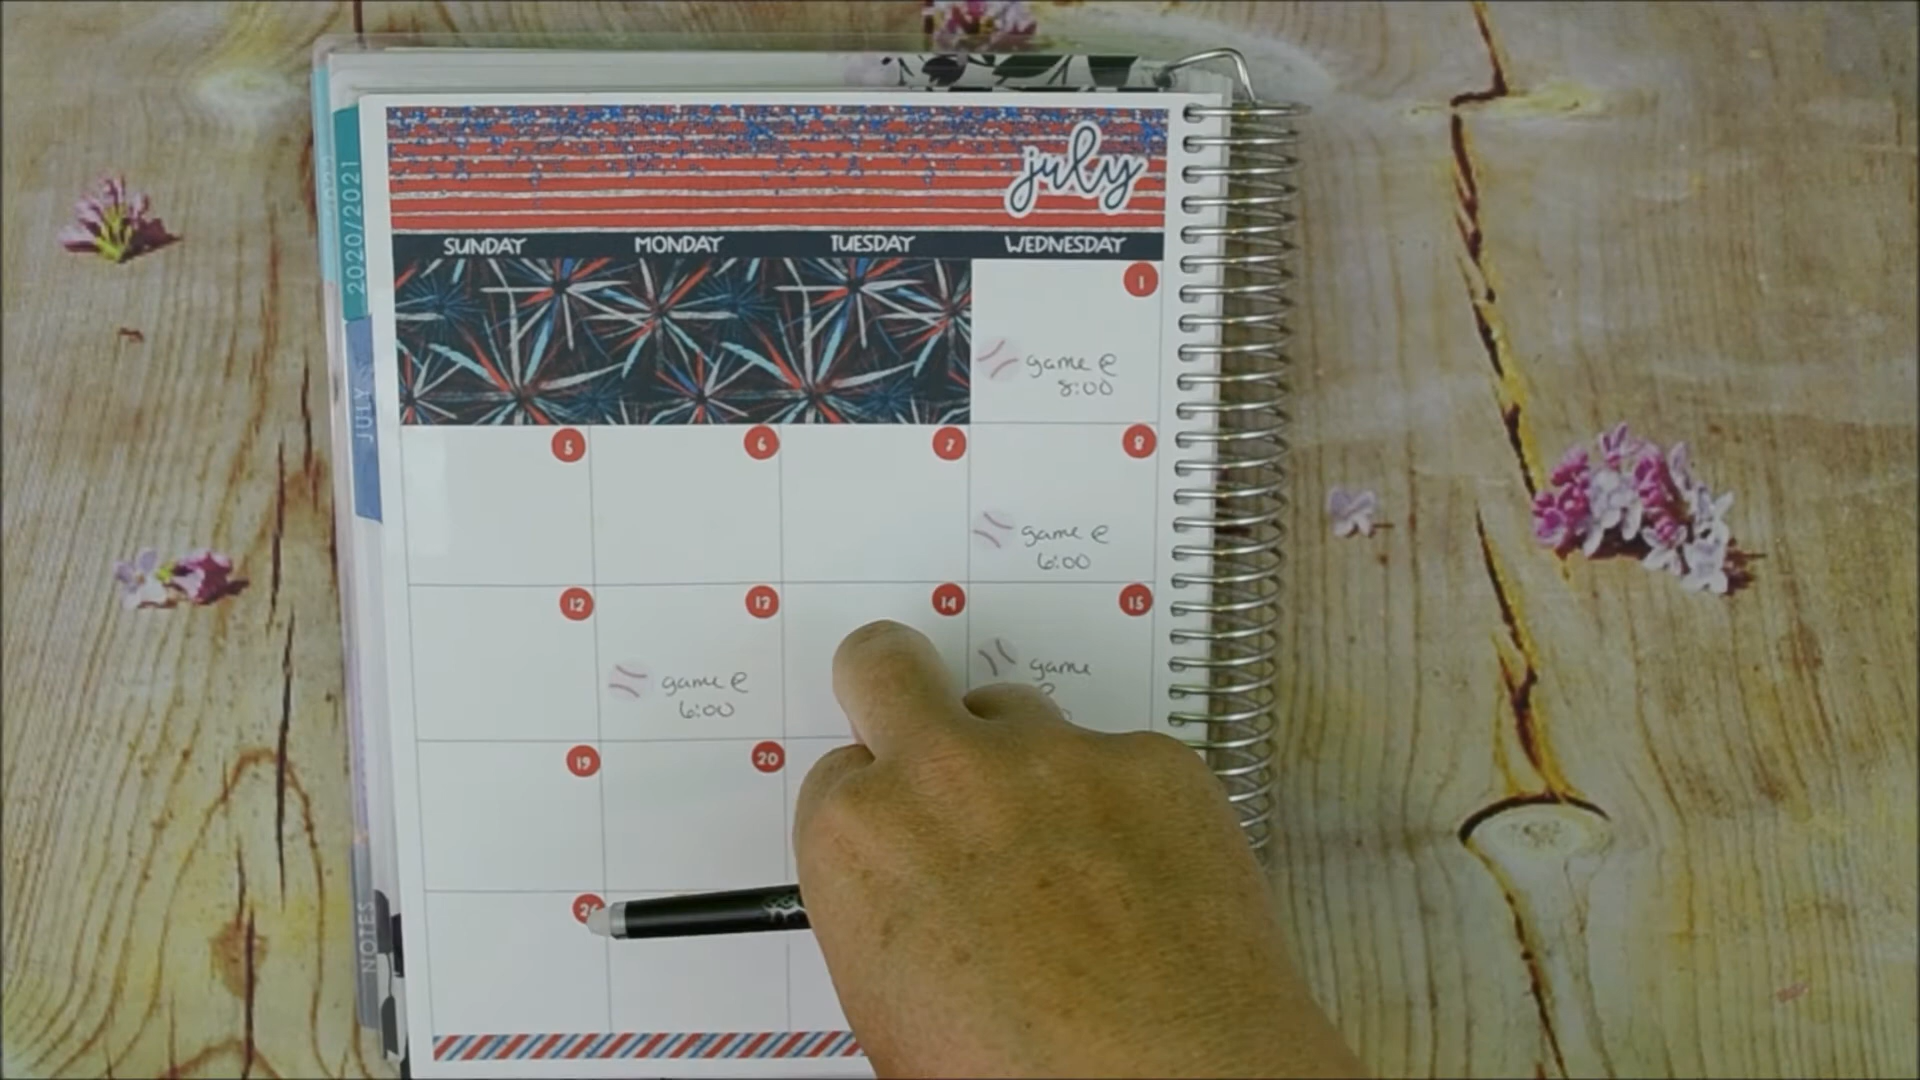 july
SUNDAY MONDAY TUESDAY WEDNESDAY
1
game @
8:00
5 6 7 8
game @
6:00
12 13 14 15
game @
6:00
game
@
19 20
26
2020/2021
JULY
NOTES